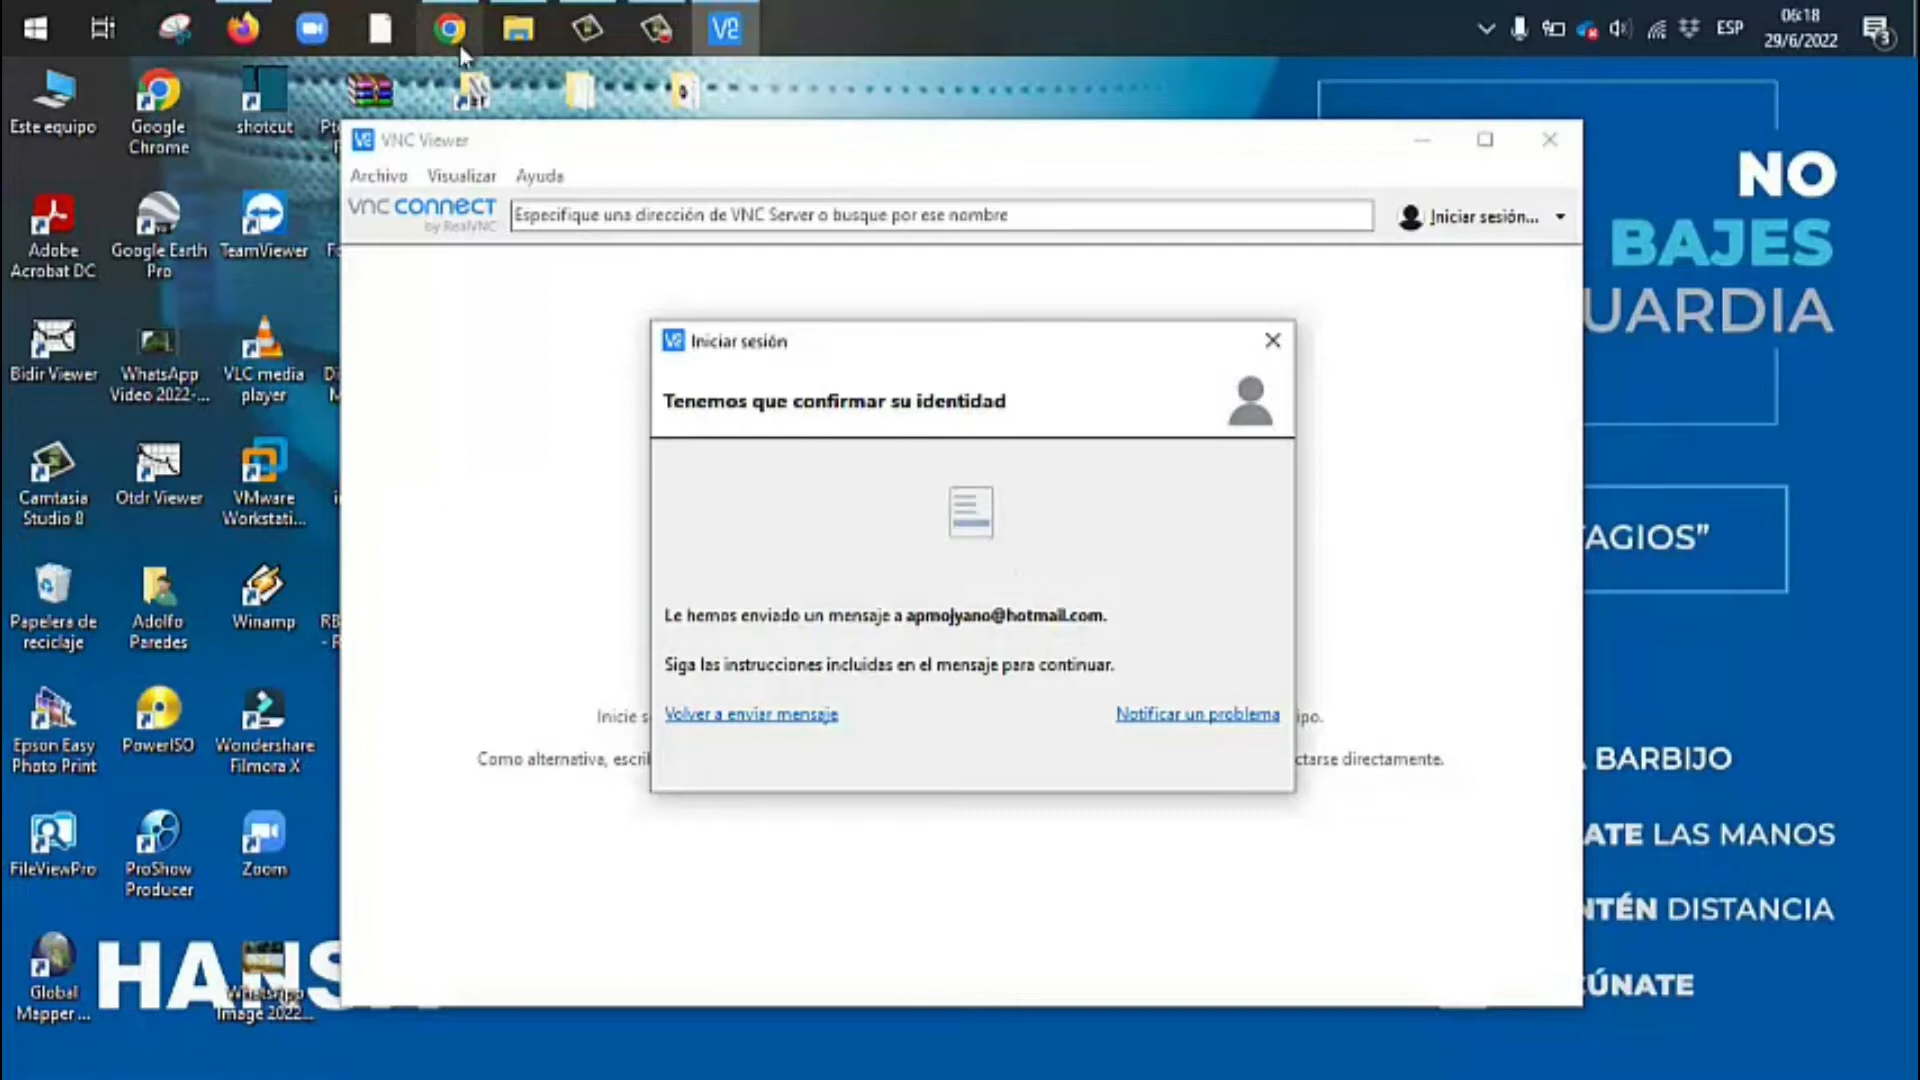 ESP
06:18
29/6/2022
3
Este equipo
Google
Chrome
shotcut
Adobe
Acrobat DC
Google Earth
Pro
TeamViewer
Bidir Viewer
WhatsApp
Video 2022-...
VLC media
player
Camtasia
Studio 8
Otdr Viewer
VMware
Workstati...
Papelera de
reciclaje
Adolfo
Paredes
Winamp
Epson Easy
Photo Print
PowerISO
Wondershare
Filmora X
FileViewPro
ProShow
Producer
Zoom
Global
Mapper ...
WhatsApp
Image 2022...
VNC Viewer
Archivo Visualizar Ayuda
vnc connect
by RealVNC
Especifique una dirección de VNC Server o busque por ese nombre
Iniciar sesión...
Iniciar sesión
Tenemos que confirmar su identidad
Le hemos enviado un mensaje a apmojyano@hotmail.com.
Siga las instrucciones incluidas en el mensaje para continuar.
Volver a enviar mensaje
Notificar un problema
Inicie s
ipo.
Como alternativa, escril
ctarse directamente.
NO
BAJES
UARDIA
AGIOS”
BARBIJO
ATE LAS MANOS
NTÉN DISTANCIA
CÚNATE
HANS